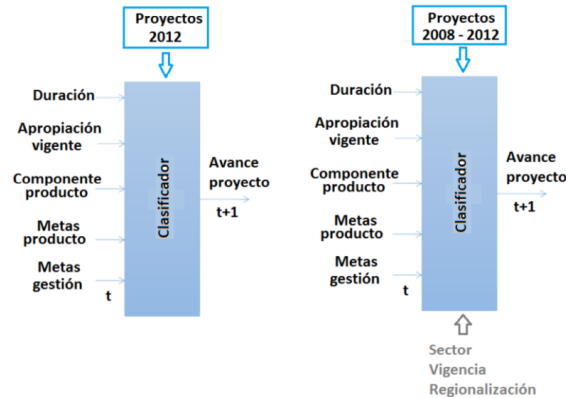 Proyectos
2012
Duración
Apropiación
vigente
Componente
producto
Metas
producto
Metas
gestión
t
Clasificador
Avance
proyecto
t+1
Proyectos
2008 - 2012
Duración
Apropiación
vigente
Componente
producto
Metas
producto
Metas
gestión
t
Clasificador
Avance
proyecto
t+1
Sector
Vigencia
Regionalización